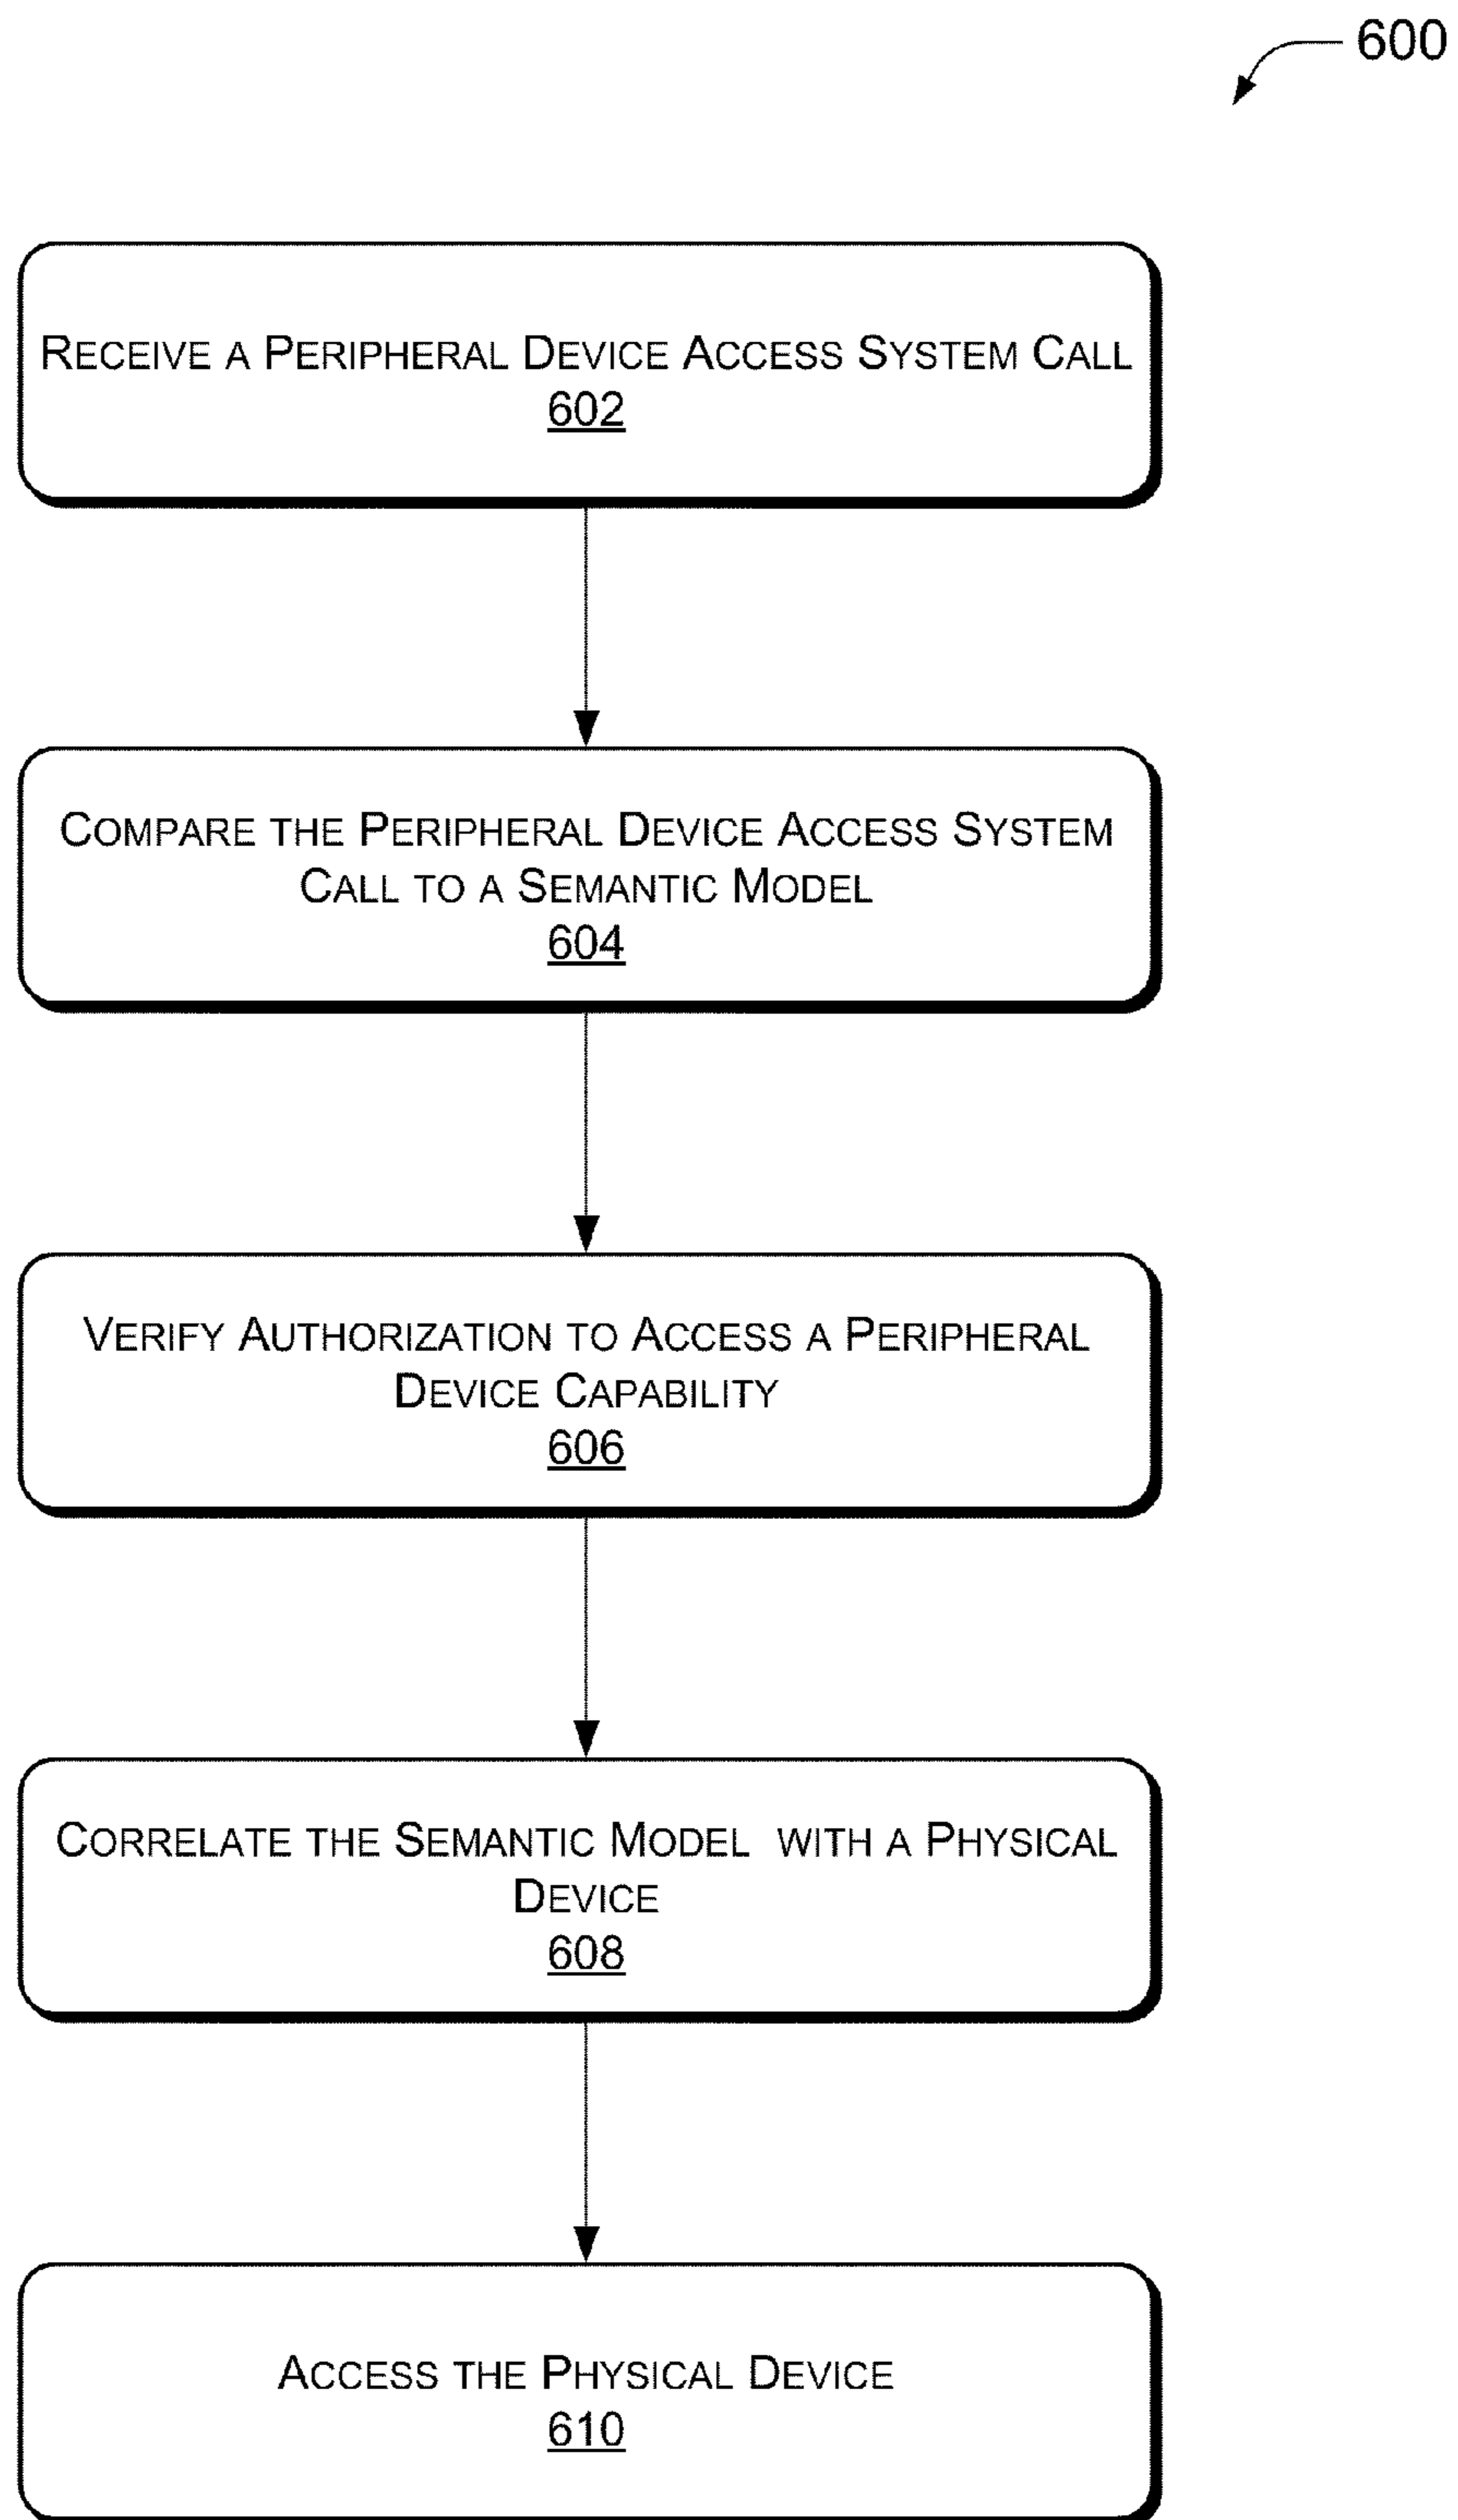 600
RECEIVE A PERIPHERAL DEVICE ACCESS SYSTEM CALL
602
COMPARE THE PERIPHERAL DEVICE ACCESS SYSTEM
CALL TO A SEMANTIC MODEL
604
VERIFY AUTHORIZATION TO ACCESS A PERIPHERAL
DEVICE CAPABILITY
606
CORRELATE THE SEMANTIC MODEL WITH A PHYSICAL
DEVICE
608
ACCESS THE PHYSICAL DEVICE
610